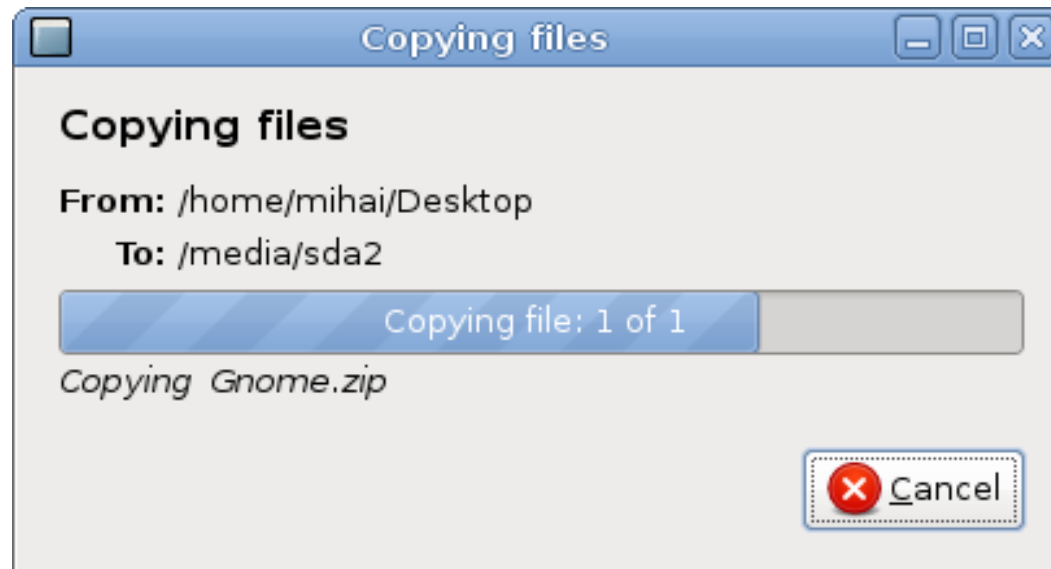 Copying files
Copying files
From: /home/mihai/Desktop
To: /media/sda2
Copying file: 1 of 1
Copying Gnome.zip
Cancel